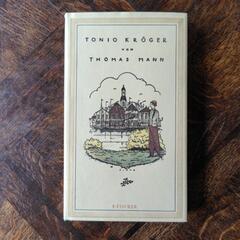 TONIO KRÖGER
VON
THOMAS MANN
S. FISCHER